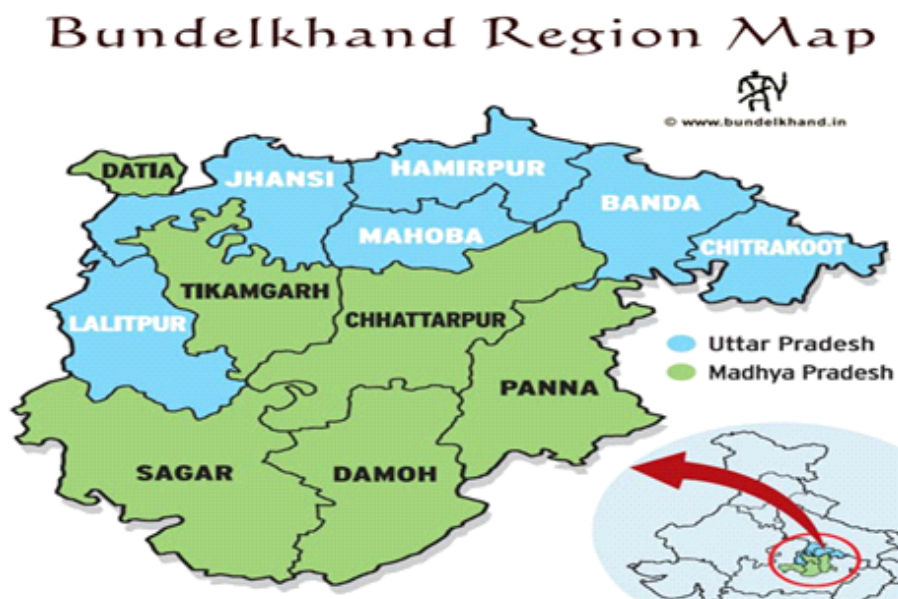 Bundelkhand Region Map
© www.bundelkhand.in
DATIA
JHANSI
HAMIRPUR
BANDA
MAHOBA
CHITRAKOOT
TIKAMGARH
LALITPUR
CHHATTARPUR
Uttar Pradesh
Madhya Pradesh
PANNA
SAGAR
DAMOH